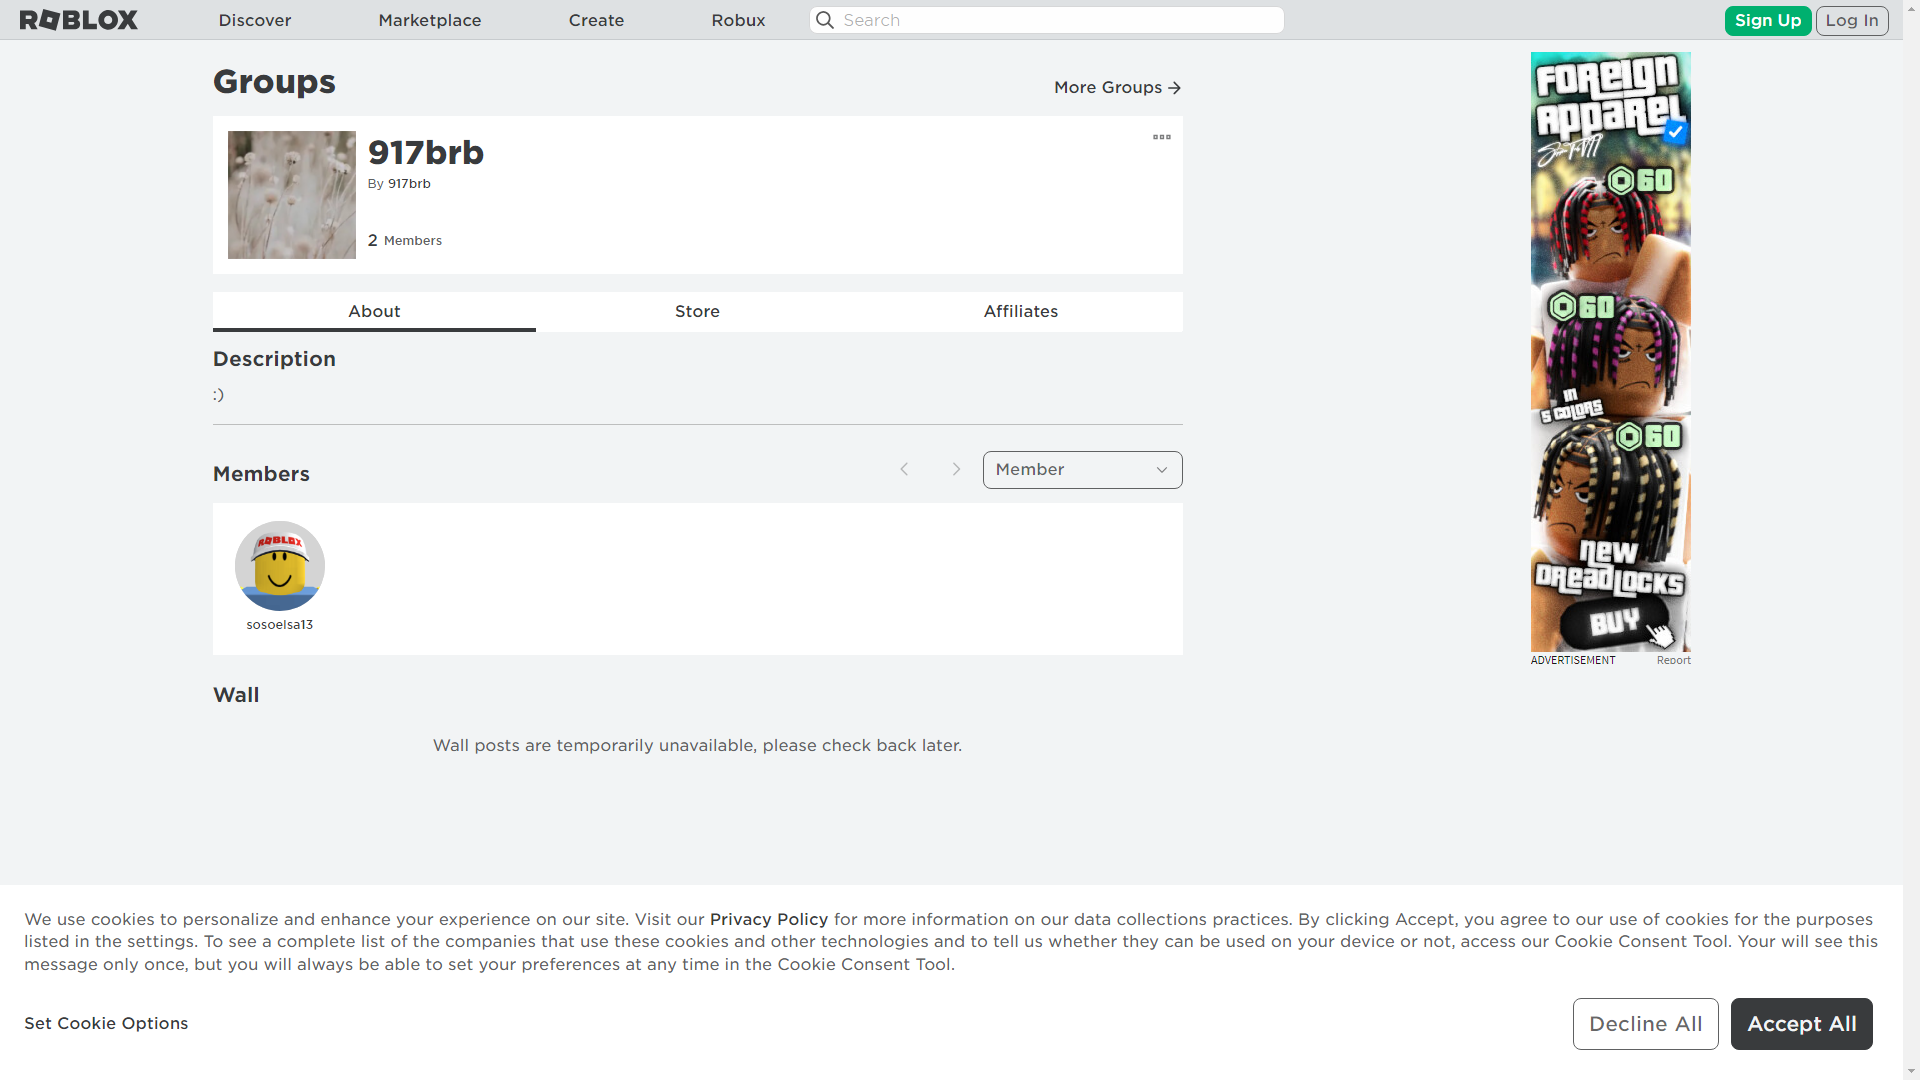 ROBLOX
Discover
Marketplace
Create
Robux
Search
Sign Up
Log In
Groups
More Groups
917brb
By 917brb
2 Members
About
Store
Affiliates
Description
:)
Members
Member
ROBLOX
sosoelsa13
Wall
Wall posts are temporarily unavailable, please check back later.
FOREIGN
APPAREL
60
60
IN
5 COLORS
60
NEW
DREADLOCKS
BUY
ADVERTISEMENT
Report
We use cookies to personalize and enhance your experience on our site. Visit our Privacy Policy for more information on our data collections practices. By clicking Accept, you agree to our use of cookies for the purposes
listed in the settings. To see a complete list of the companies that use these cookies and other technologies and to tell us whether they can be used on your device or not, access our Cookie Consent Tool. Your will see this
message only once, but you will always be able to set your preferences at any time in the Cookie Consent Tool.
Set Cookie Options
Decline All
Accept All